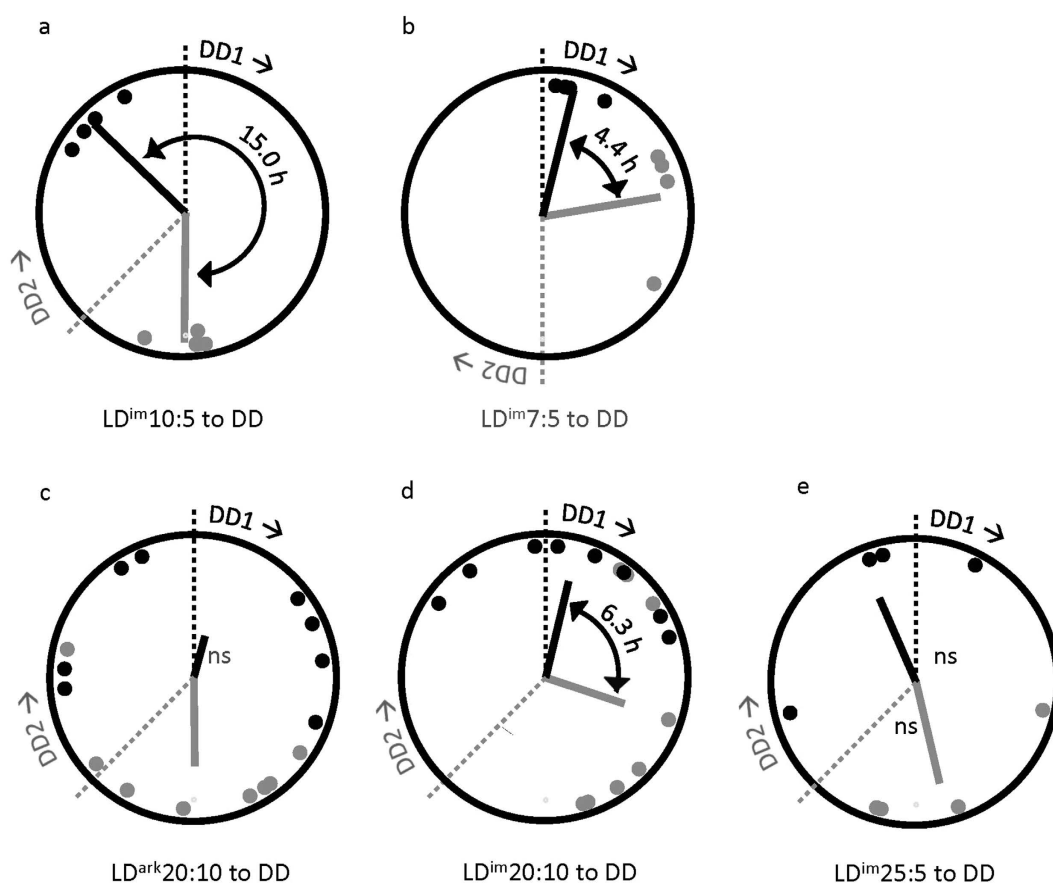 a
DD1 →
15.0 h
DD2 →
LDⁱᵐ10:5 to DD
b
DD1 →
4.4 h
DD2 →
LDⁱᵐ7:5 to DD
c
DD1 →
ns
DD2 →
LDᵃʳᵏ20:10 to DD
d
DD1 →
6.3 h
DD2 →
LDⁱᵐ20:10 to DD
e
DD1 →
ns
ns
DD2 →
LDⁱᵐ25:5 to DD